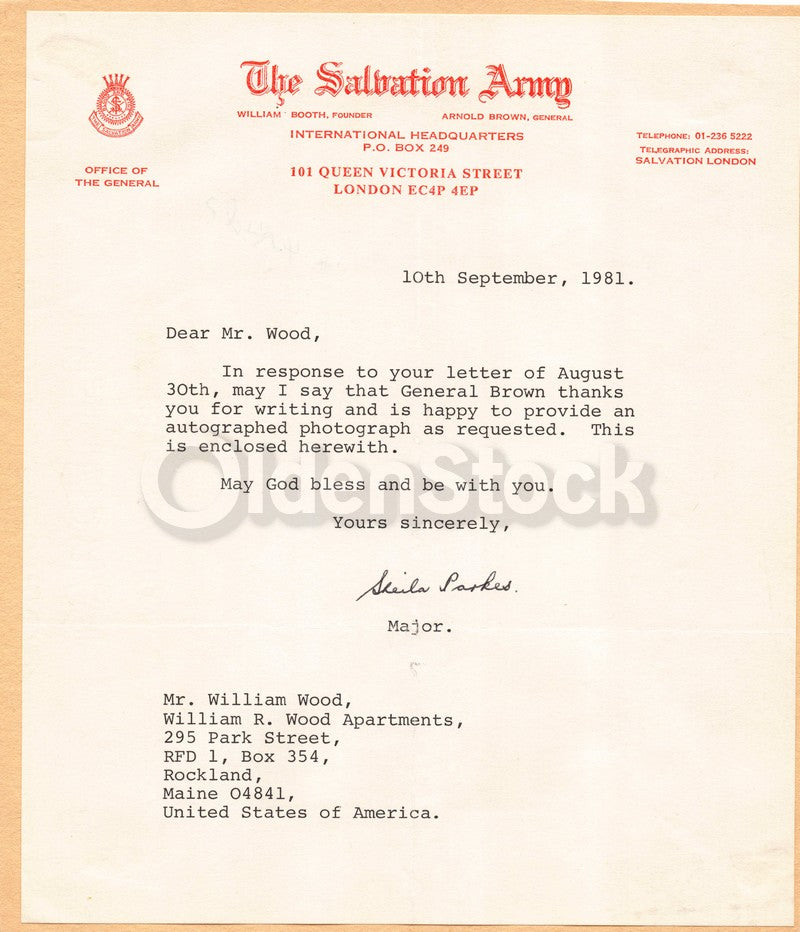 The Salvation Army
WILLIAM BOOTH, FOUNDER
ARNOLD BROWN, GENERAL
INTERNATIONAL HEADQUARTERS
P.O. BOX 249
101 QUEEN VICTORIA STREET
LONDON EC4P 4EP
OFFICE OF
THE GENERAL
TELEPHONE: 01-236 5222
TELEGRAPHIC ADDRESS:
SALVATION LONDON
10th September, 1981.
Dear Mr. Wood,
In response to your letter of August
30th, may I say that General Brown thanks
you for writing and is happy to provide an
autographed photograph as requested. This
is enclosed herewith.
May God bless and be with you.
OldenStock
Yours sincerely,
Sheila Parkes.
Major.
Mr. William Wood,
William R. Wood Apartments,
295 Park Street,
RFD 1, Box 354,
Rockland,
Maine 04841,
United States of America.